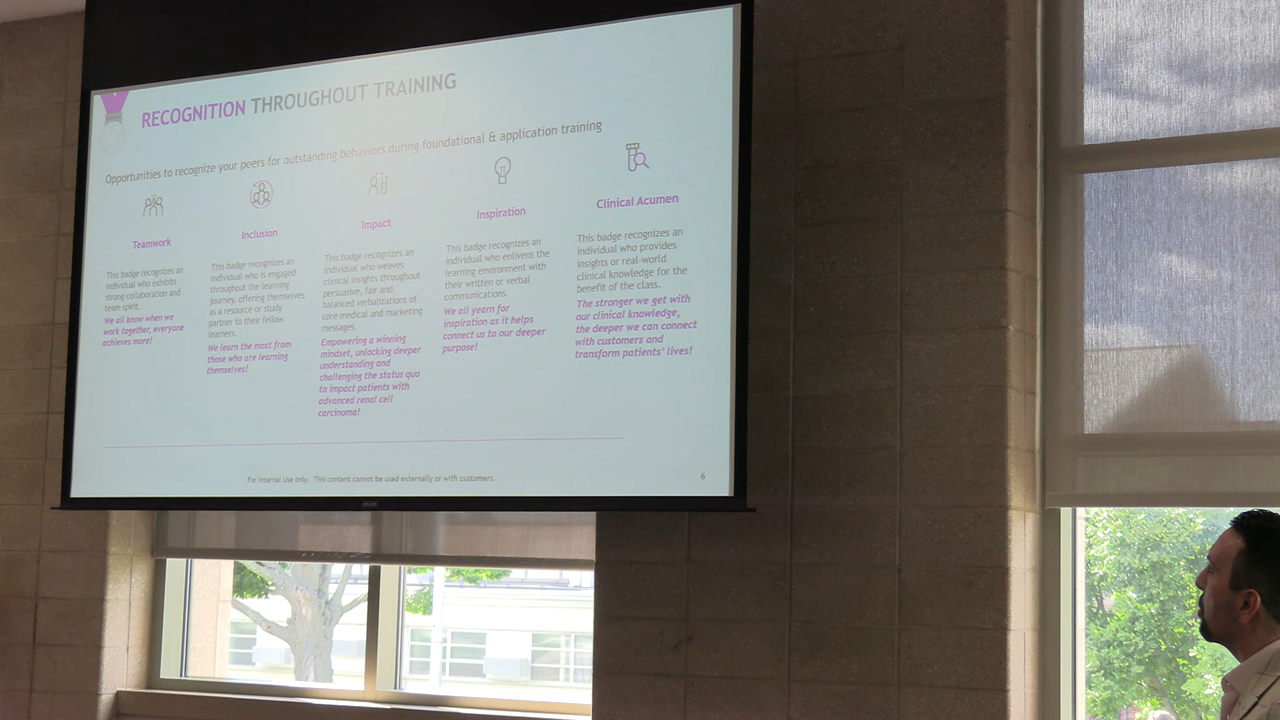 RECOGNITION THROUGHOUT TRAINING
Opportunities to recognize your peers for outstanding behaviors during foundational & application training
Teamwork
This badge recognizes an
individual who exhibits
strong collaboration and
team spirit.
We all know when we
work together, everyone
achieves more!
Inclusion
This badge recognizes an
individual who is engaged
throughout the learning
journey, offering themselves
as a resource or study
partner to their fellow
learners.
We learn the most from
those who are learning
themselves!
Impact
This badge recognizes an
individual who weaves
clinical insights throughout
persuasive, fair and
balanced verbalizations of
core medical and marketing
messages.
Empowering a winning
mindset, unlocking deeper
understanding and
challenging the status quo
to impact patients with
advanced renal cell
carcinoma!
Inspiration
This badge recognizes an
individual who enlivens the
learning environment with
their written or verbal
communications.
We all yearn for
inspiration as it helps
connect us to our deeper
purpose!
Clinical Acumen
This badge recognizes an
individual who provides
insights or real-world
clinical knowledge for the
benefit of the class.
The stronger we get with
our clinical knowledge,
the deeper we can connect
with customers and
transform patients' lives!
For Internal Use only. This content cannot be used externally or with customers.
6